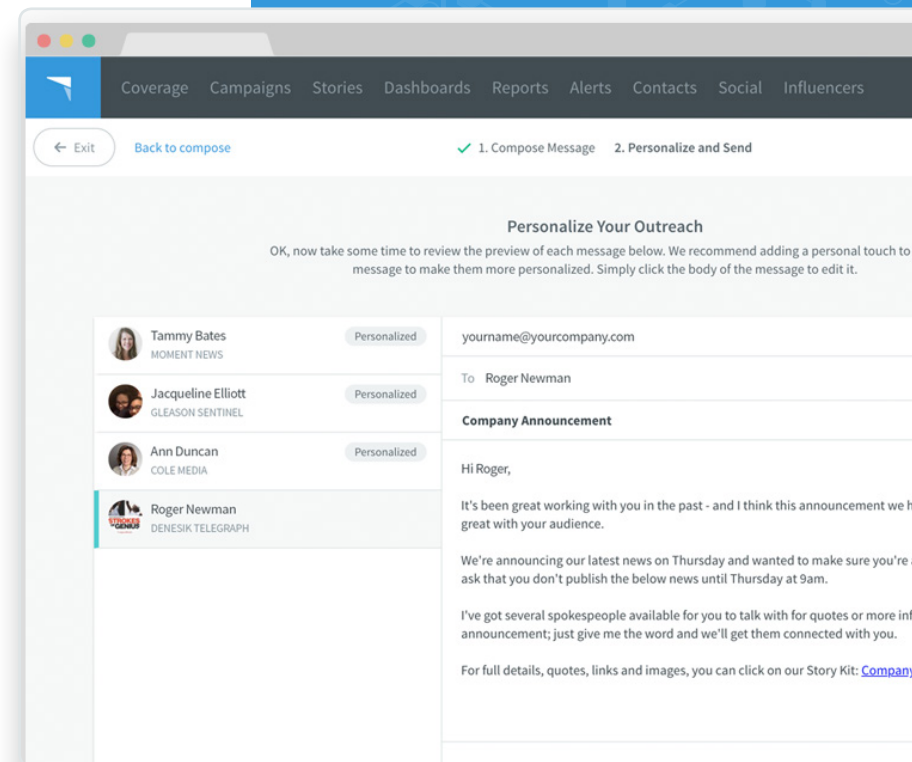 Coverage Campaigns Stories Dashboards Reports Alerts Contacts Social Influencers
← Exit Back to compose ✓ 1. Compose Message 2. Personalize and Send
Personalize Your Outreach
OK, now take some time to review the preview of each message below. We recommend adding a personal touch to
message to make them more personalized. Simply click the body of the message to edit it.
Tammy Bates Personalized
MOMENT NEWS
Jacqueline Elliott Personalized
GLEASON SENTINEL
Ann Duncan Personalized
COLE MEDIA
Roger Newman
DENESIK TELEGRAPH
STROKES
OF GENIUS
yourname@yourcompany.com
To Roger Newman
Company Announcement
Hi Roger,
It's been great working with you in the past - and I think this announcement we h
great with your audience.
We're announcing our latest news on Thursday and wanted to make sure you're a
ask that you don't publish the below news until Thursday at 9am.
I've got several spokespeople available for you to talk with for quotes or more inf
announcement; just give me the word and we'll get them connected with you.
For full details, quotes, links and images, you can click on our Story Kit: Company